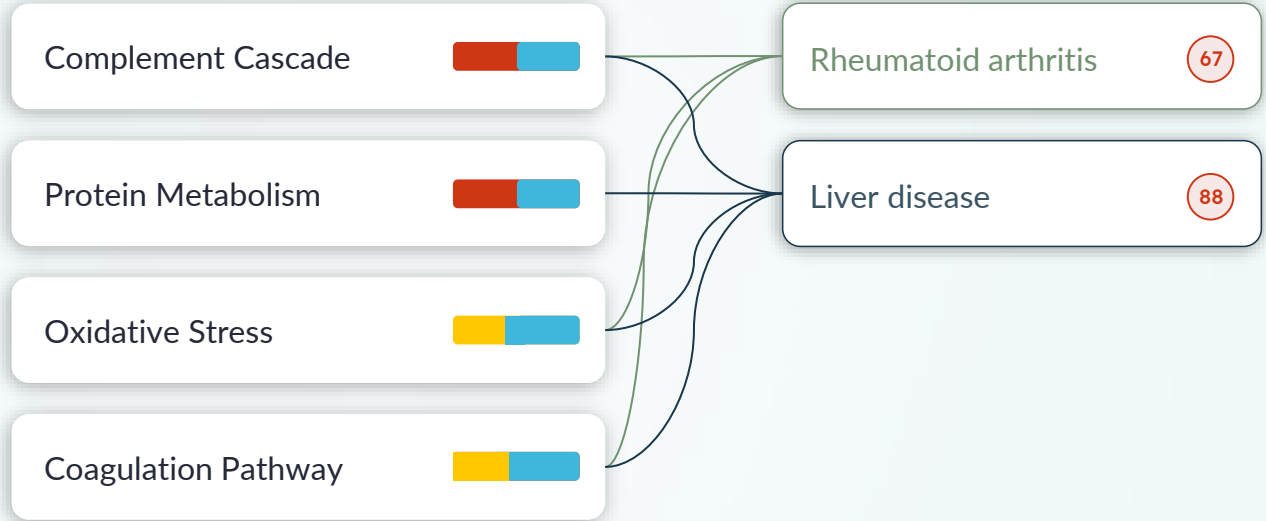 Complement Cascade
Rheumatoid arthritis 67
Protein Metabolism
Liver disease 88
Oxidative Stress
Coagulation Pathway